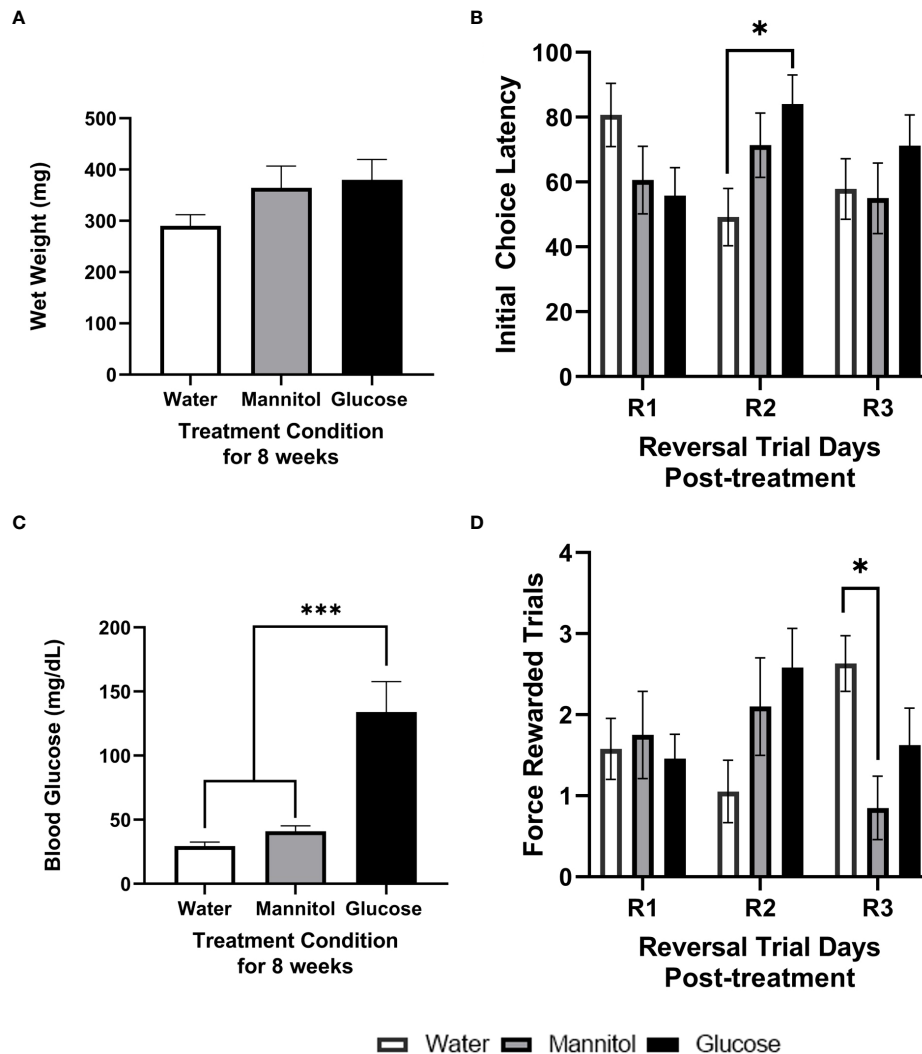 A
Wet Weight (mg)
500
400
300
200
100
0
Water Mannitol Glucose
Treatment Condition
for 8 weeks
B
Initial Choice Latency
100
80
60
40
20
0
*
R1 R2 R3
Reversal Trial Days
Post-treatment
C
Blood Glucose (mg/dL)
200
150
100
50
0
***
Water Mannitol Glucose
Treatment Condition
for 8 weeks
D
Force Rewarded Trials
4
3
2
1
0
*
R1 R2 R3
Reversal Trial Days
Post-treatment
Water Mannitol Glucose